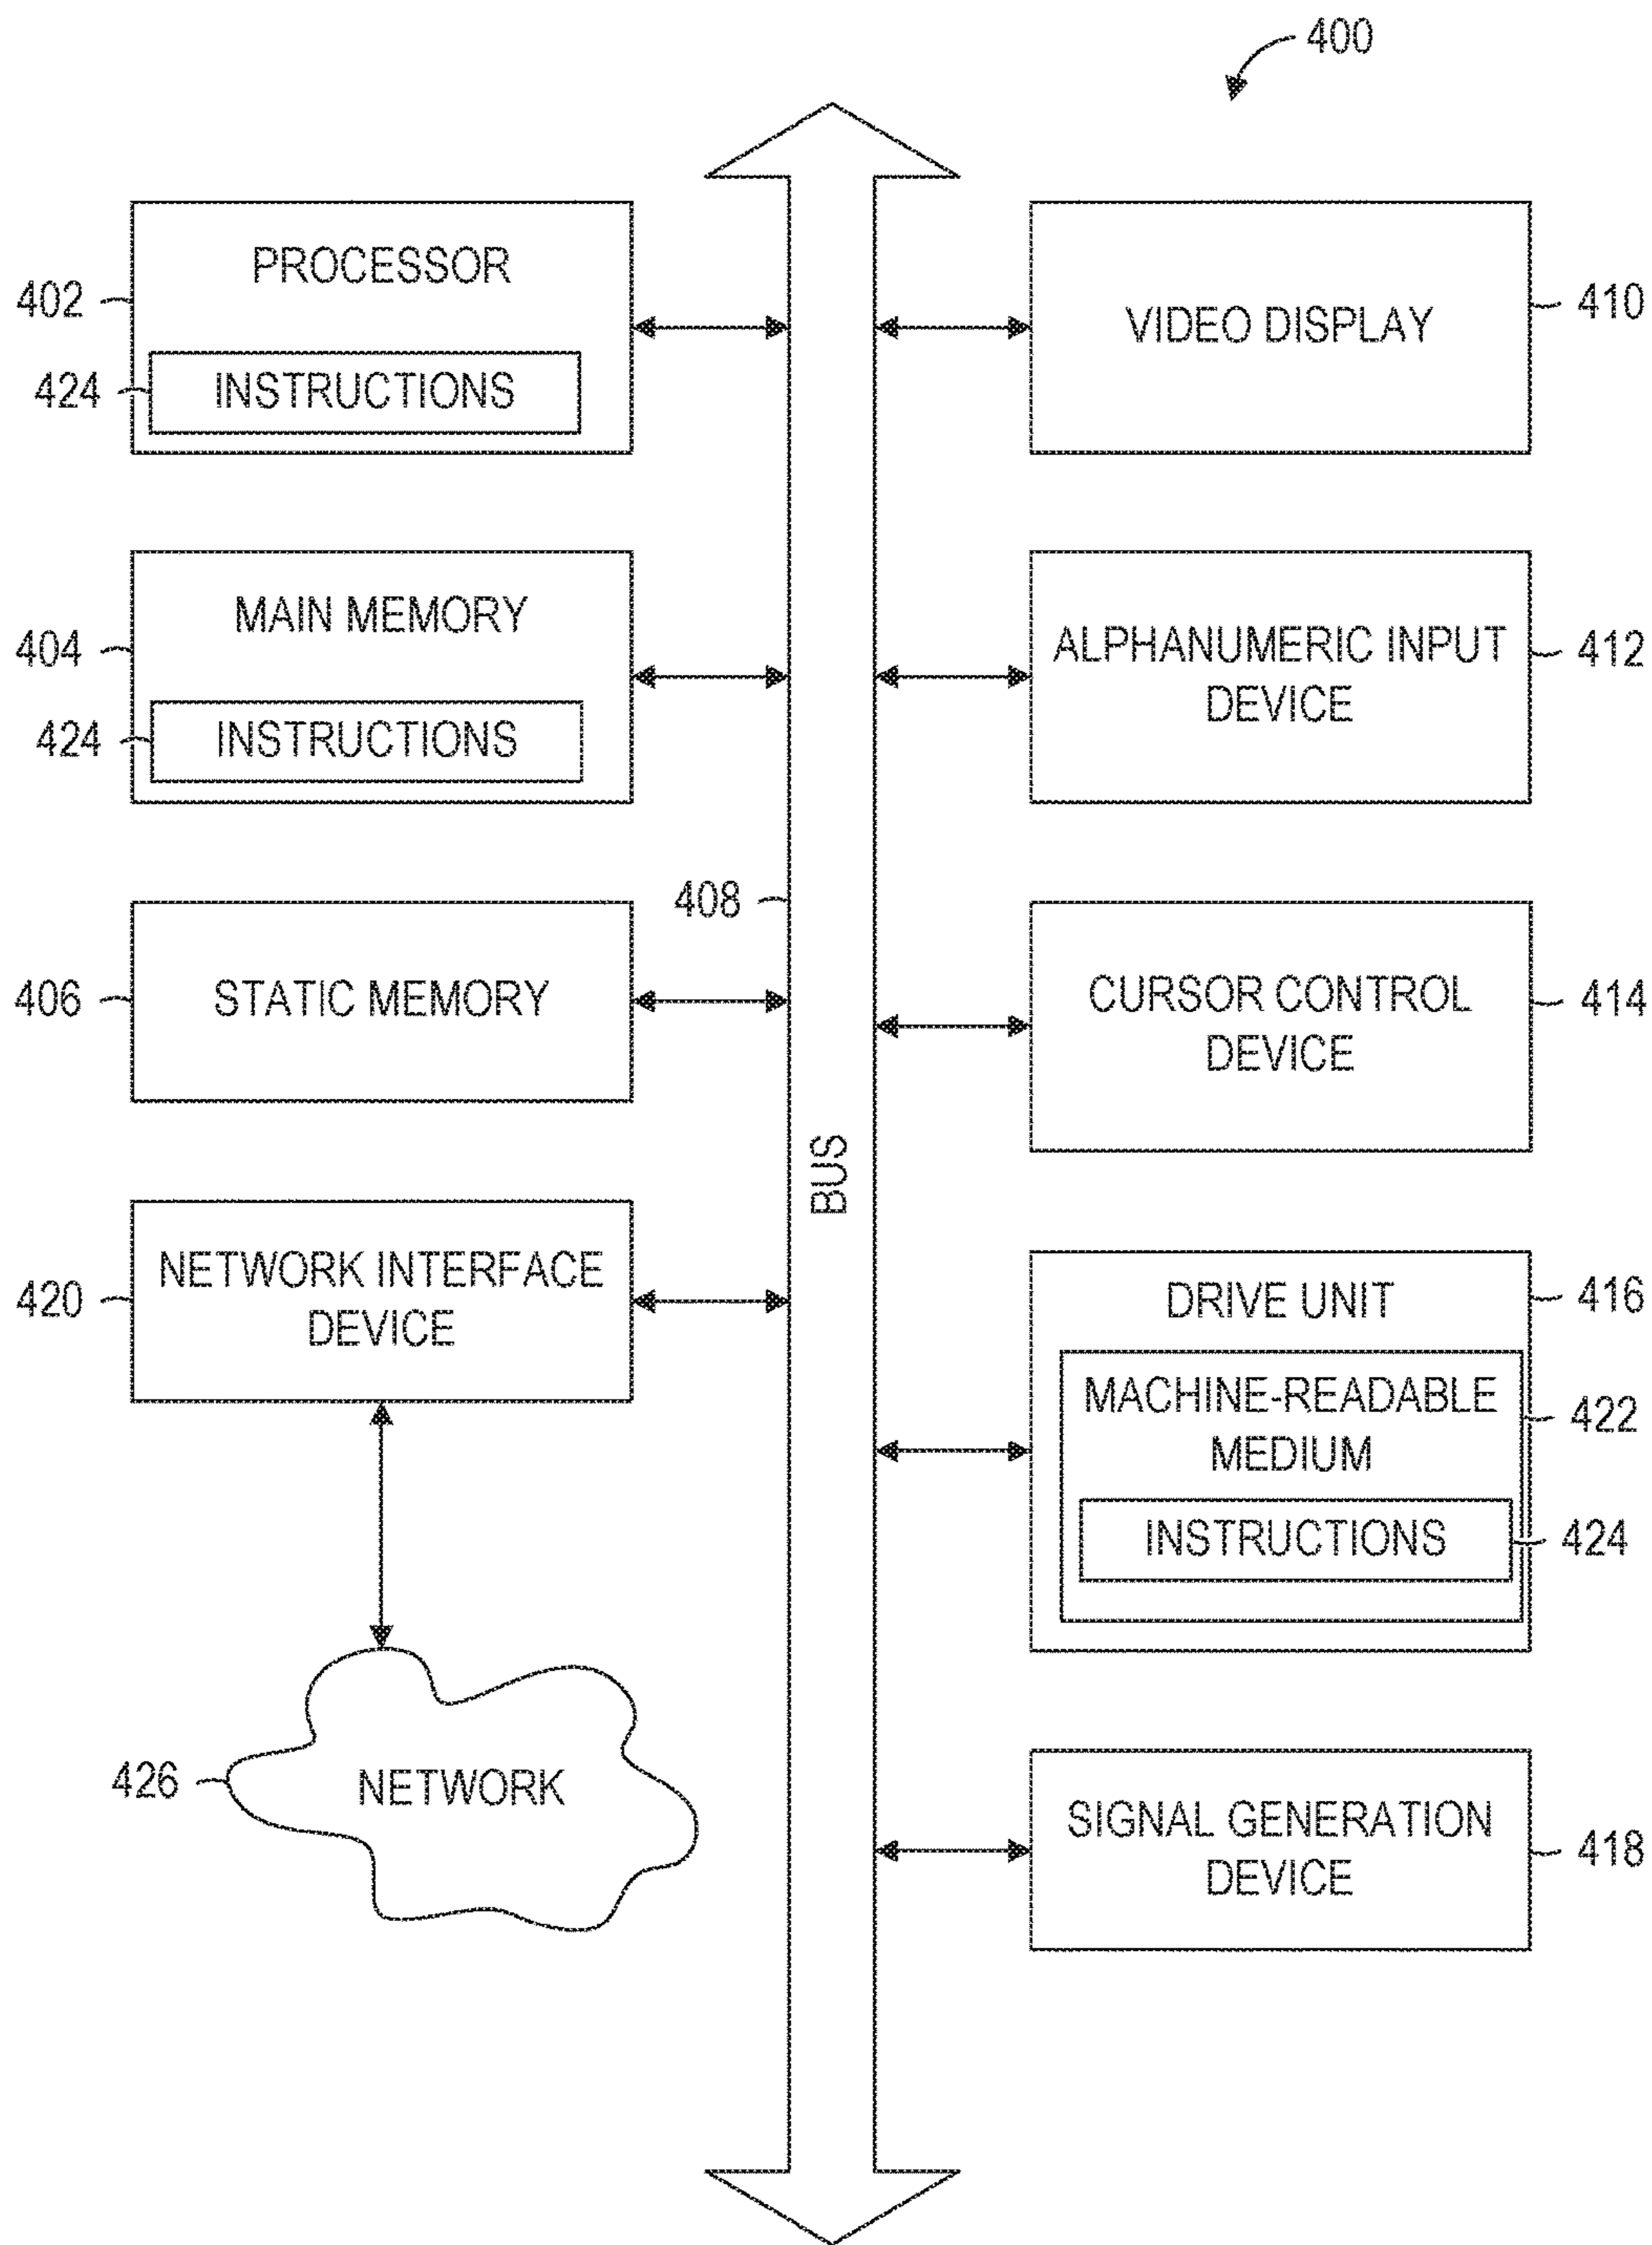 400
PROCESSOR
402
424
INSTRUCTIONS
MAIN MEMORY
404
424
INSTRUCTIONS
408
STATIC MEMORY
406
NETWORK INTERFACE
DEVICE
420
NETWORK
426
BUS
VIDEO DISPLAY
410
ALPHANUMERIC INPUT
DEVICE
412
CURSOR CONTROL
DEVICE
414
DRIVE UNIT
416
MACHINE-READABLE
MEDIUM
422
INSTRUCTIONS
424
SIGNAL GENERATION
DEVICE
418